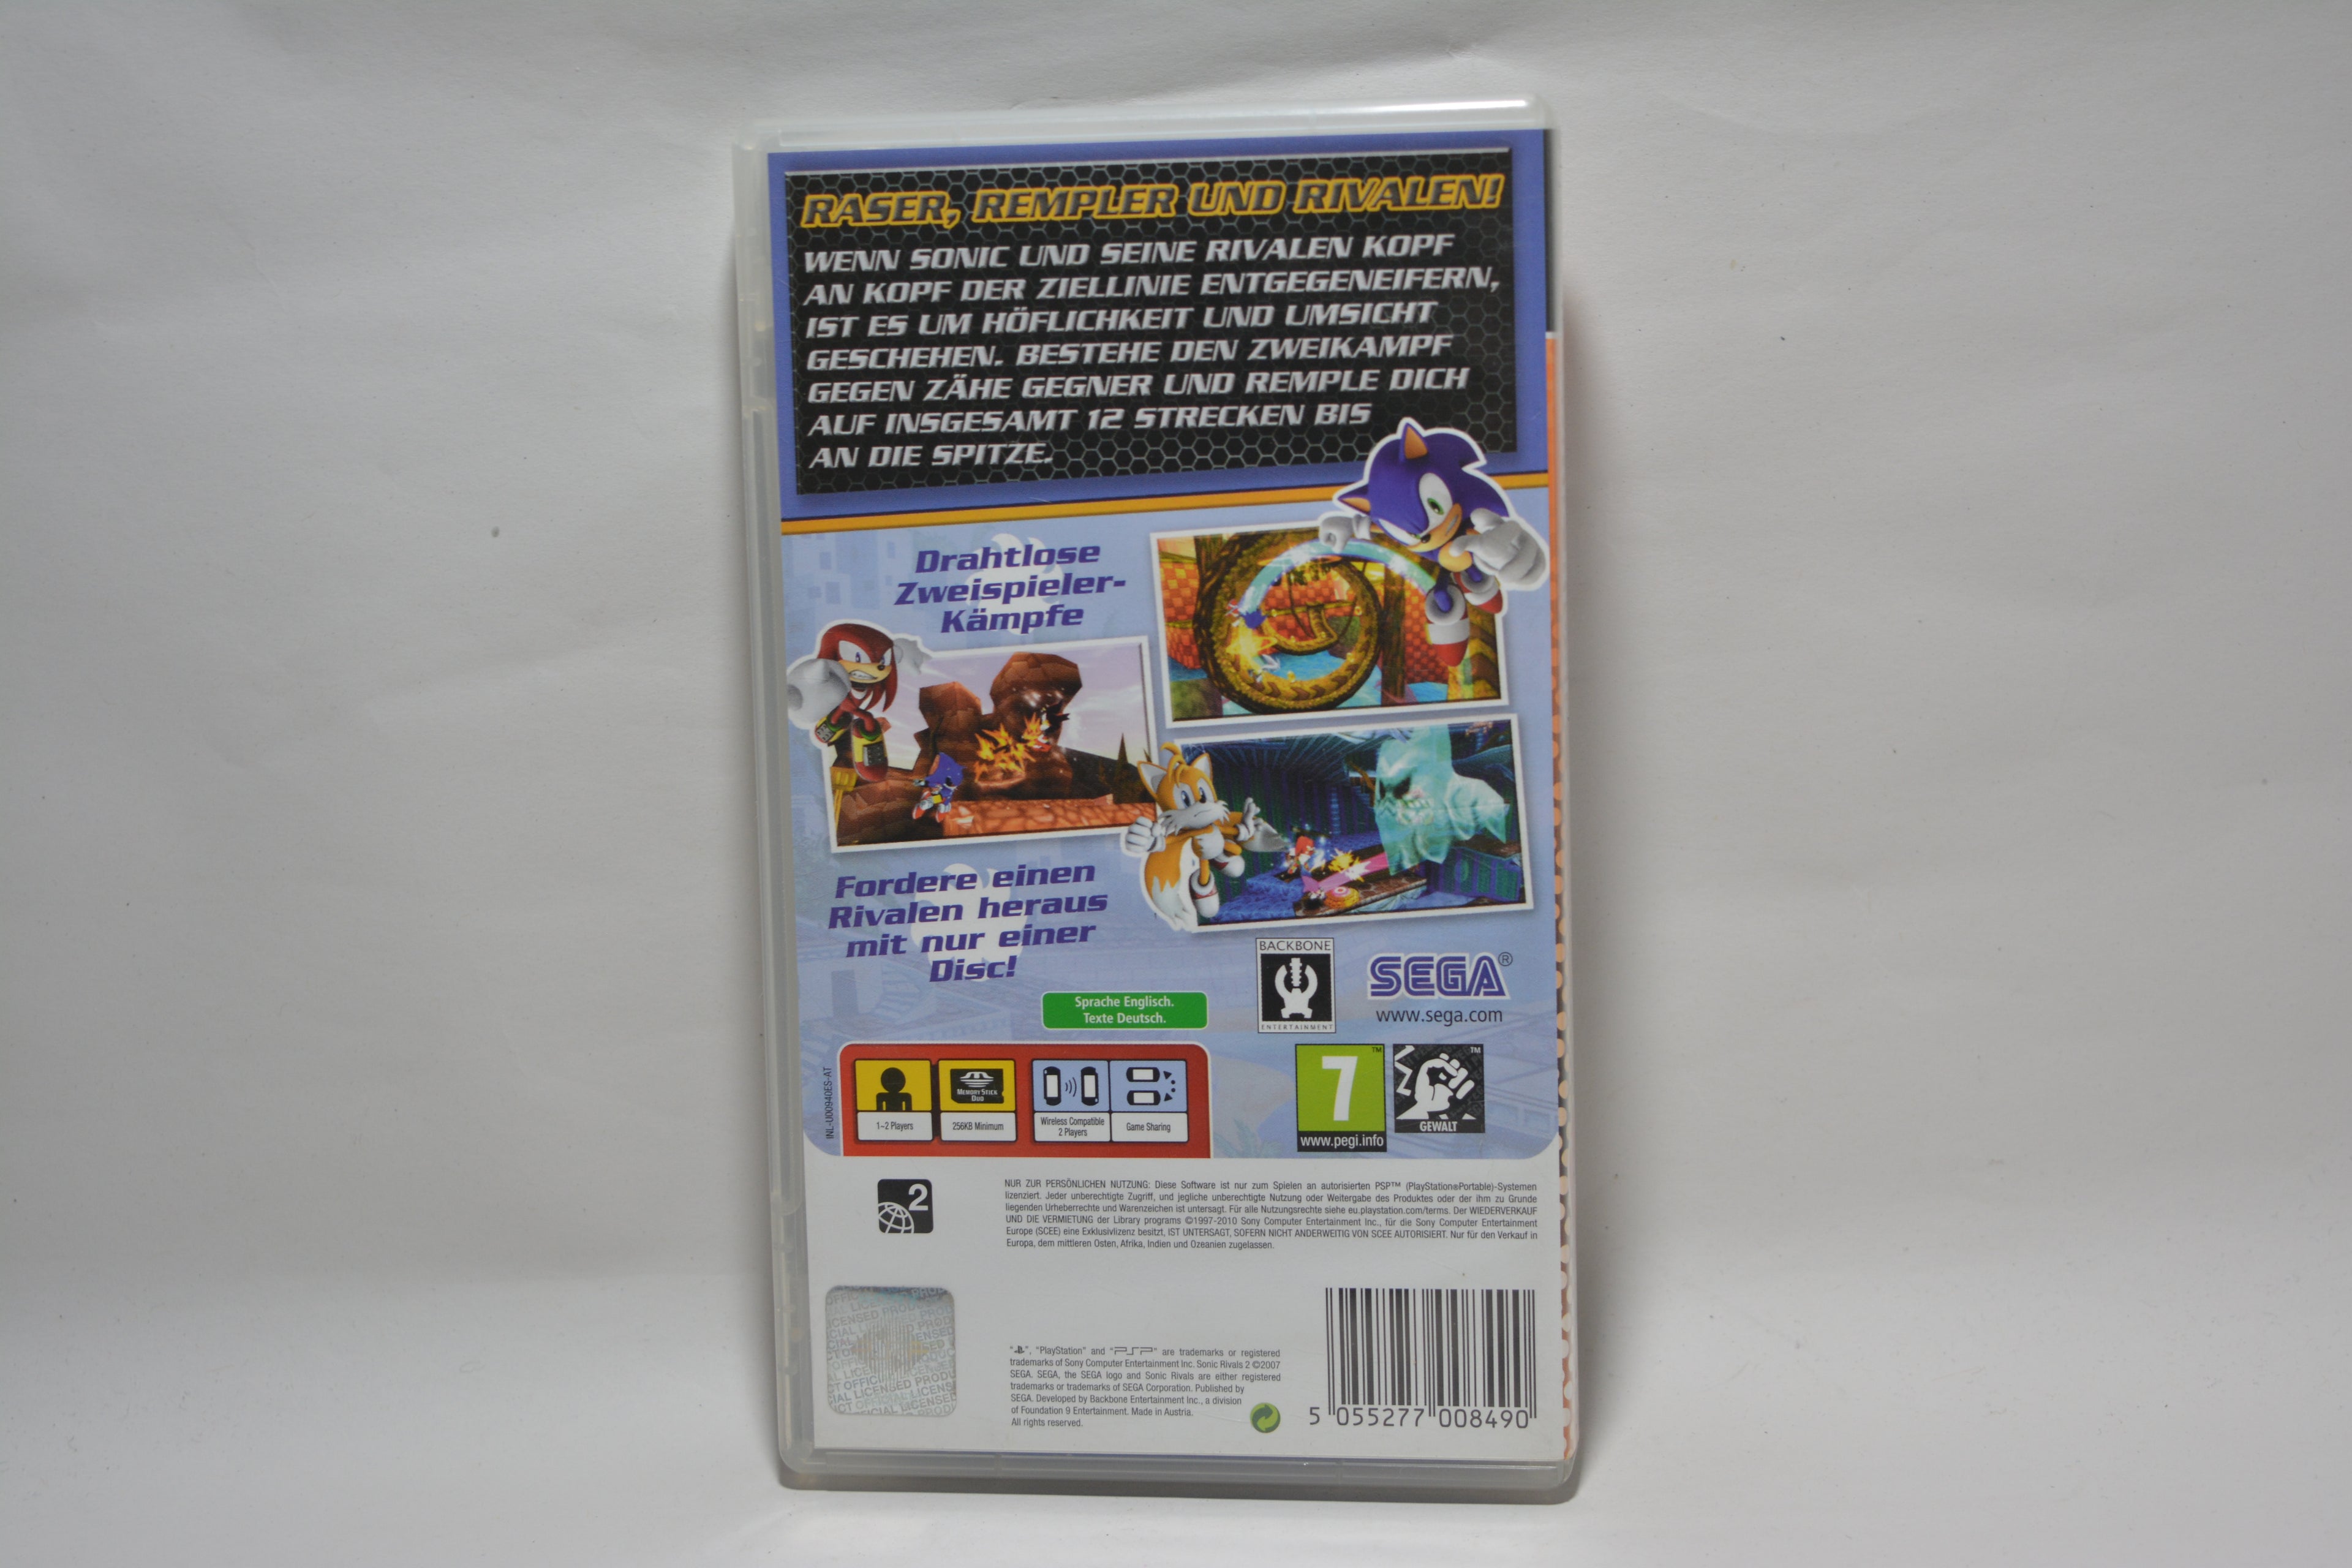 RASER, REMPLER UND RIVALEN!
WENN SONIC UND SEINE RIVALEN KOPF
AN KOPF DER ZIELLINIE ENTGEGENEIFERN,
IST ES UM HÖFLICHKEIT UND UMSICHT
GESCHEHEN. BESTEHE DEN ZWEIKAMPF
GEGEN ZÄHE GEGNER UND REMPLE DICH
AUF INSGESAMT 12 STRECKEN BIS
AN DIE SPITZE.
Drahtlose
Zweispieler-
Kämpfe
Fordere einen
Rivalen heraus
mit nur einer
Disc!
Sprache Englisch.
Texte Deutsch.
BACKBONE
ENTERTAINMENT
SEGA®
www.sega.com
INL-U00940ES-AT
1-2 Players
MEMORY STICK
DUO
256KB Minimum
Wireless Compatible
2 Players
Game Sharing
7™
www.pegi.info
™
GEWALT
2
NUR ZUR PERSÖNLICHEN NUTZUNG: Diese Software ist nur zum Spielen an autorisierten PSP™ (PlayStation®Portable)-Systemen
lizenziert. Jeder unberechtigte Zugriff, und jegliche unberechtigte Nutzung oder Weitergabe des Produktes oder der ihm zu Grunde
liegenden Urheberrechte und Warenzeichen ist untersagt. Für alle Nutzungsrechte siehe eu.playstation.com/terms. Der WIEDERVERKAUF
UND DIE VERMIETUNG der Library programs ©1997-2010 Sony Computer Entertainment Inc., für die Sony Computer Entertainment
Europe (SCEE) eine Exklusivlizenz besitzt, IST UNTERSAGT, SOFERN NICHT ANDERWEITIG VON SCEE AUTORISIERT. Nur für den Verkauf in
Europa, dem mittleren Osten, Afrika, Indien und Ozeanien zugelassen.
"", "PlayStation" and "PSP" are trademarks or registered
trademarks of Sony Computer Entertainment Inc. Sonic Rivals 2 ©2007
SEGA. SEGA, the SEGA logo and Sonic Rivals are either registered
trademarks or trademarks of SEGA Corporation. Published by
SEGA. Developed by Backbone Entertainment Inc., a division
of Foundation 9 Entertainment. Made in Austria.
All rights reserved.
5 055277 008490